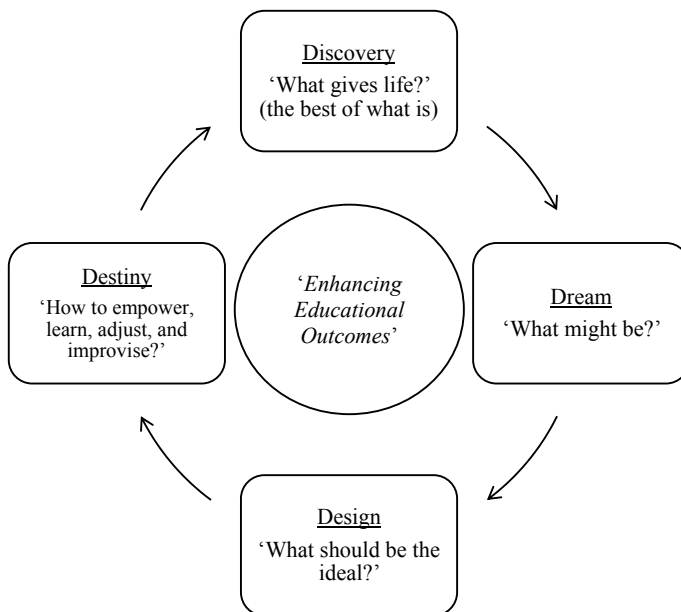 Discovery
‘What gives life?’
(the best of what is)
Destiny
‘How to empower,
learn, adjust, and
improvise?’
‘Enhancing
Educational
Outcomes’
Dream
‘What might be?’
Design
‘What should be the
ideal?’